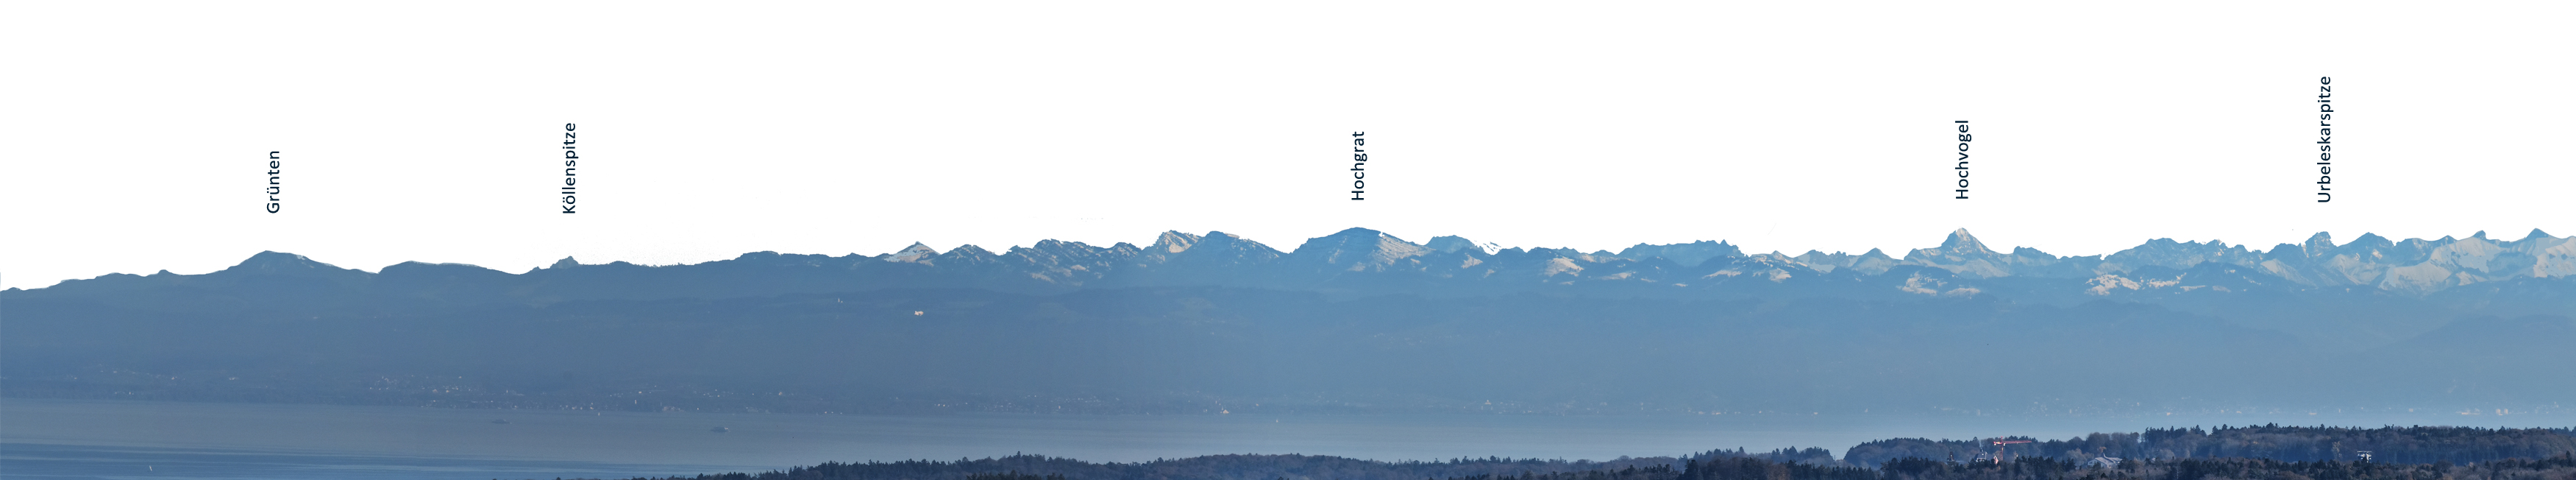 Grünten
Köllenspitze
Hochgrat
Hochvogel
Urbeleskarspitze